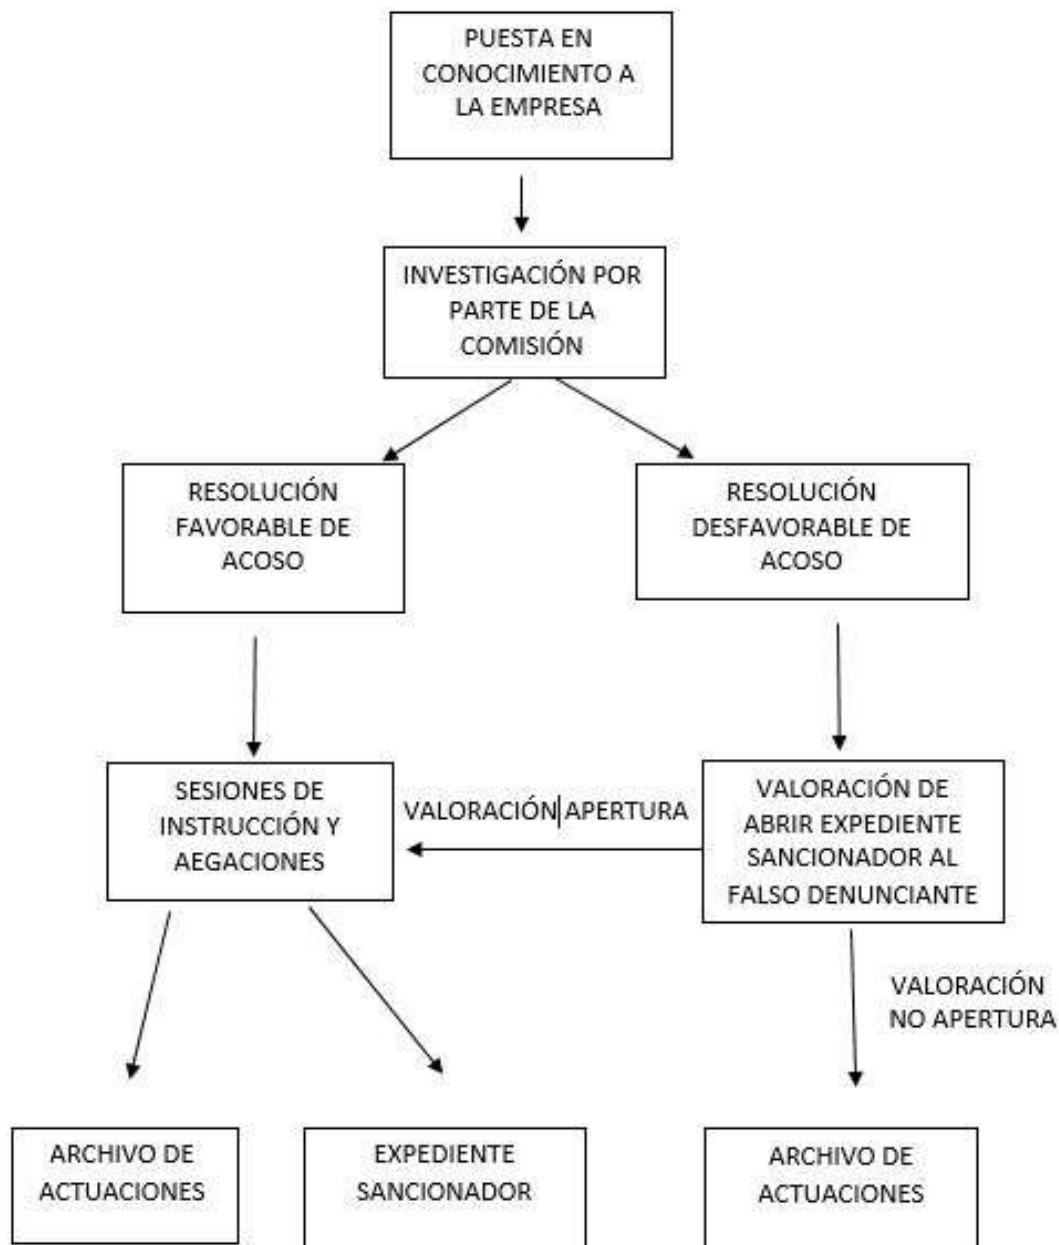 PUESTA EN
CONOCIMIENTO A
LA EMPRESA
INVESTIGACIÓN POR
PARTE DE LA
COMISIÓN
RESOLUCIÓN
FAVORABLE DE
ACOSO
RESOLUCIÓN
DESFAVORABLE DE
ACOSO
SESIONES DE
INSTRUCCIÓN Y
AEGACIONES
VALORACIÓN APERTURA
VALORACIÓN DE
ABRIR EXPEDIENTE
SANCIONADOR AL
FALSO DENUNCIANTE
VALORACIÓN
NO APERTURA
ARCHIVO DE
ACTUACIONES
EXPEDIENTE
SANCIONADOR
ARCHIVO DE
ACTUACIONES